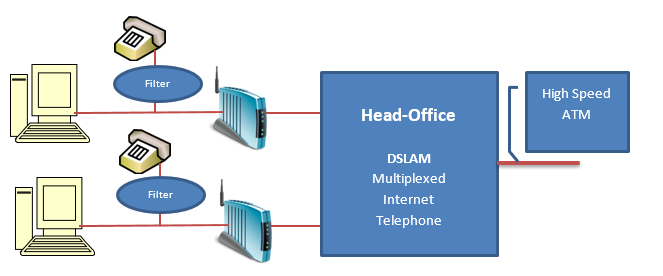 Filter
Filter
Head-Office
DSLAM
Multiplexed
Internet
Telephone
High Speed
ATM